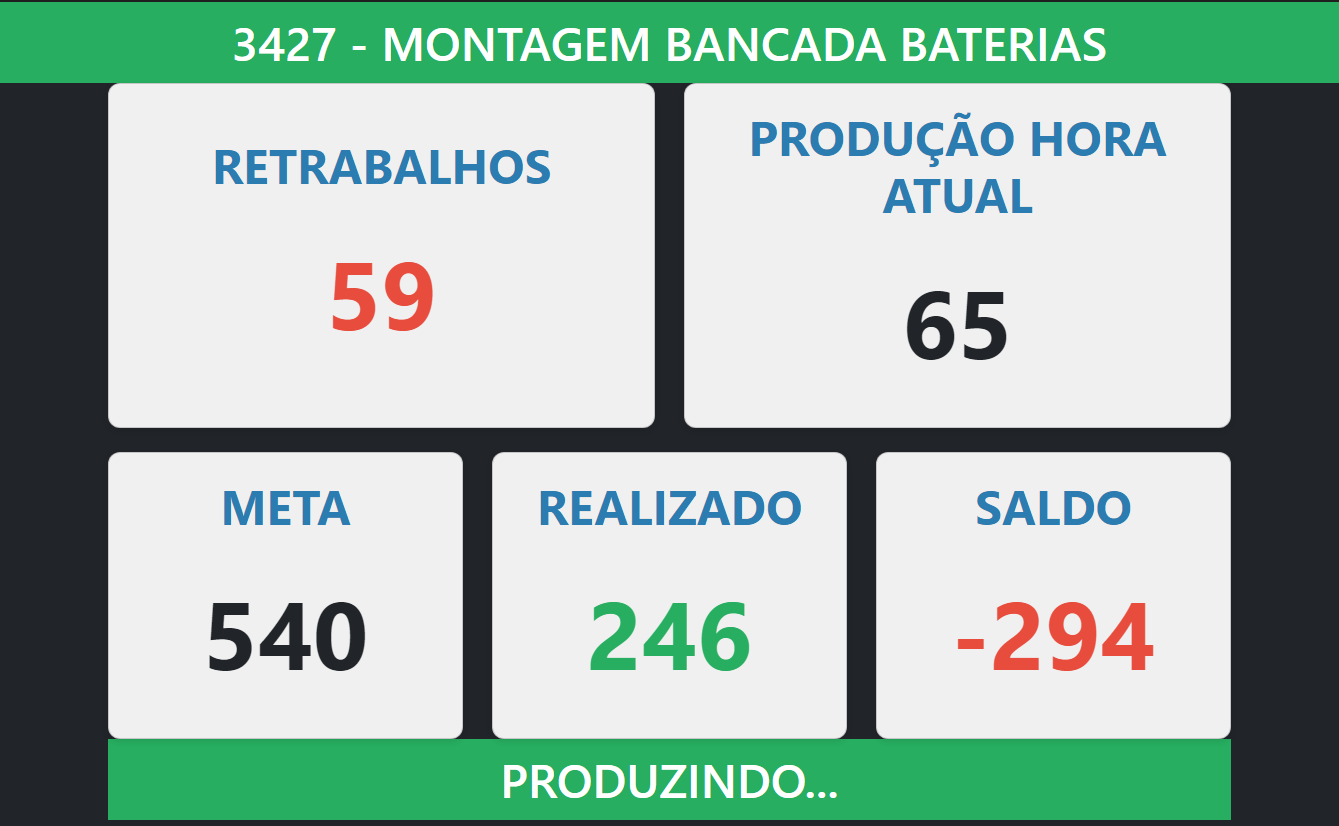 3427 - MONTAGEM BANCADA BATERIAS
RETRABALHOS
59
PRODUÇÃO HORA
ATUAL
65
META
540
REALIZADO
246
SALDO
-294
PRODUZINDO...